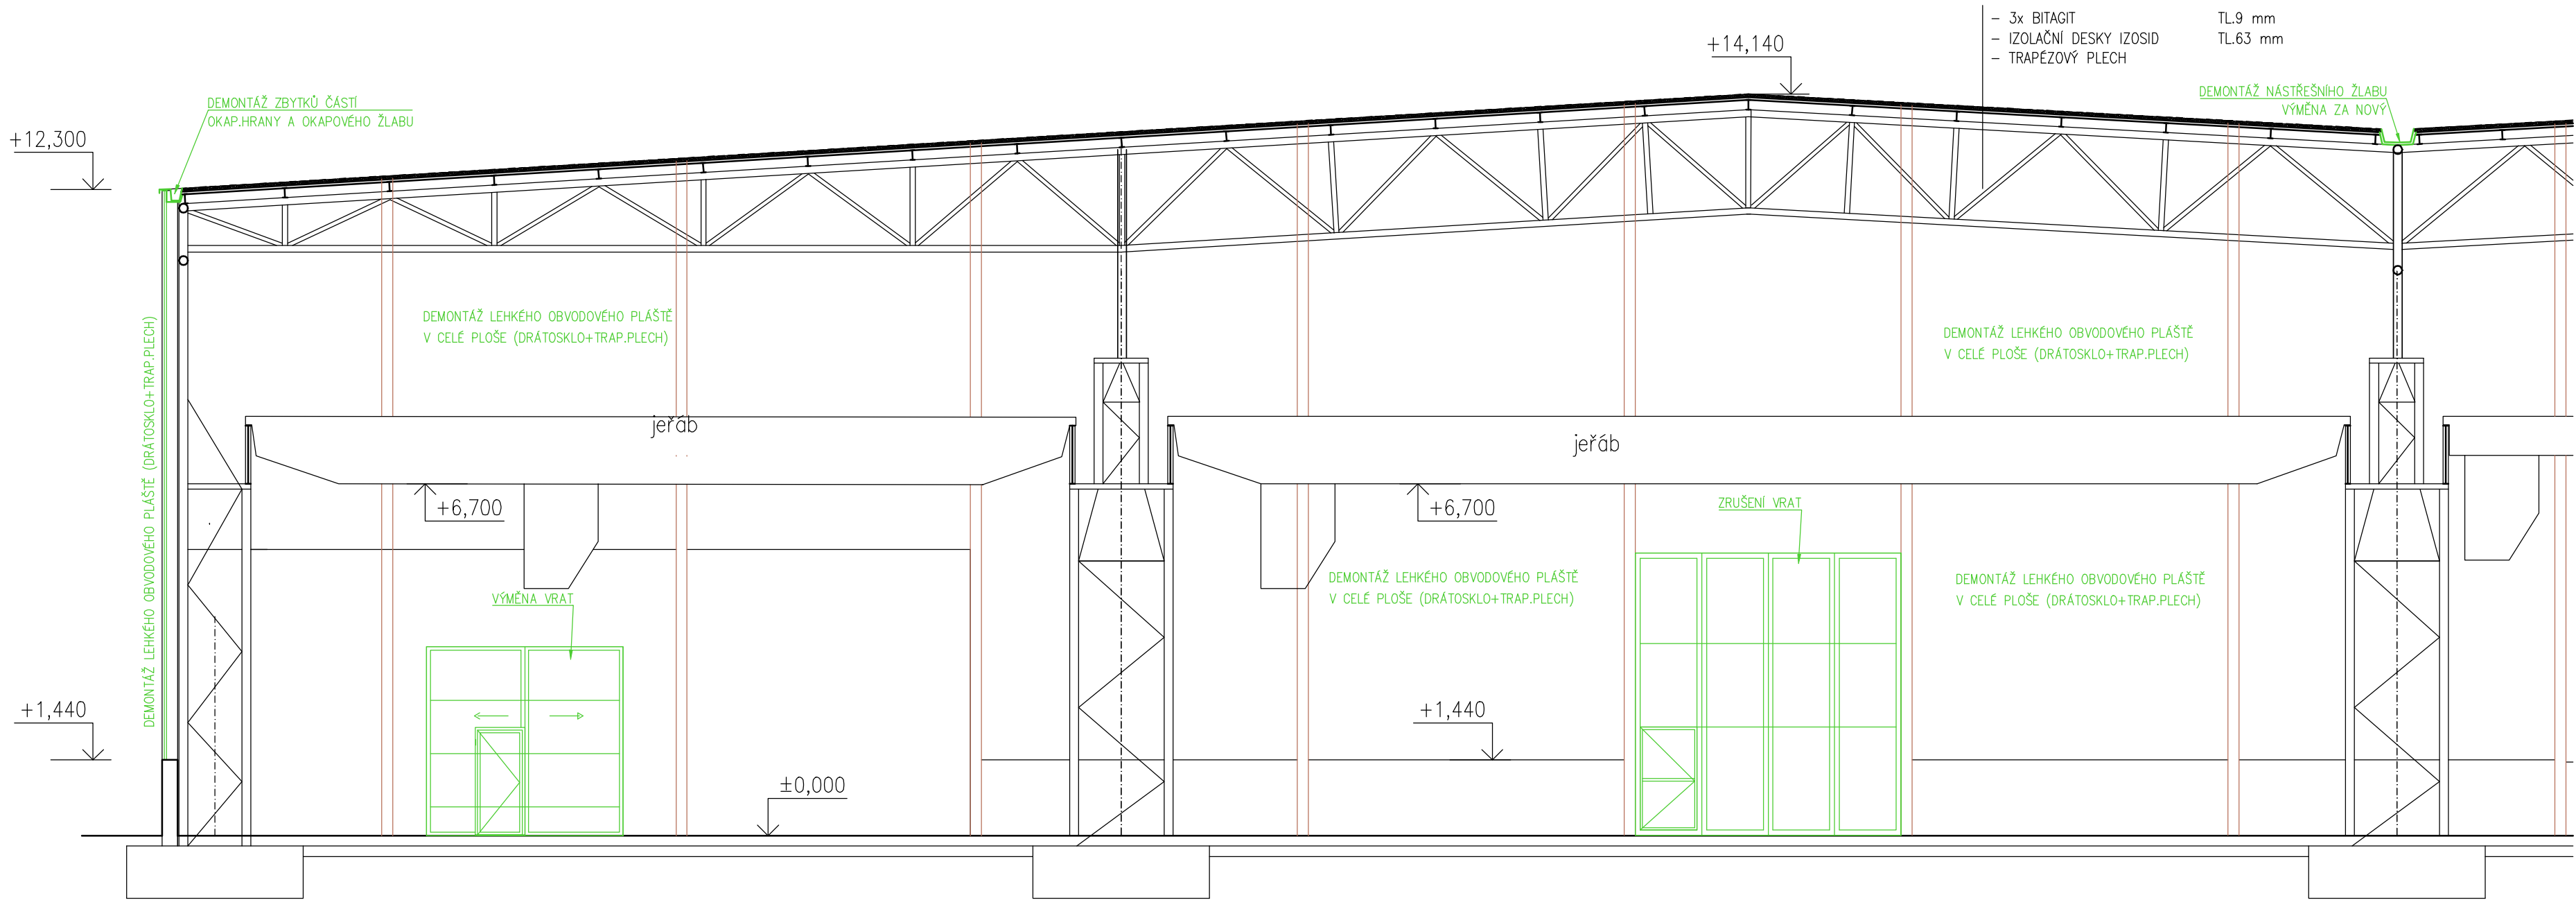 - 3x BITAGIT TL.9 mm
- IZOLAČNÍ DESKY IZOSID TL.63 mm
- TRAPÉZOVÝ PLECH
+14,140
DEMONTÁŽ ZBYTKŮ ČÁSTÍ
OKAP.HRANY A OKAPOVÉHO ŽLABU
DEMONTÁŽ NÁSTŘEŠNÍHO ŽLABU
VÝMĚNA ZA NOVÝ
+12,300
DEMONTÁŽ LEHKÉHO OBVODOVÉHO PLÁŠTĚ (DRÁTOSKLO+TRAP.PLECH)
DEMONTÁŽ LEHKÉHO OBVODOVÉHO PLÁŠTĚ
V CELÉ PLOŠE (DRÁTOSKLO+TRAP.PLECH)
DEMONTÁŽ LEHKÉHO OBVODOVÉHO PLÁŠTĚ
V CELÉ PLOŠE (DRÁTOSKLO+TRAP.PLECH)
jeřáb
jeřáb
+6,700
+6,700
ZRUŠENÍ VRAT
VÝMĚNA VRAT
DEMONTÁŽ LEHKÉHO OBVODOVÉHO PLÁŠTĚ
V CELÉ PLOŠE (DRÁTOSKLO+TRAP.PLECH)
DEMONTÁŽ LEHKÉHO OBVODOVÉHO PLÁŠTĚ
V CELÉ PLOŠE (DRÁTOSKLO+TRAP.PLECH)
+1,440
+1,440
±0,000